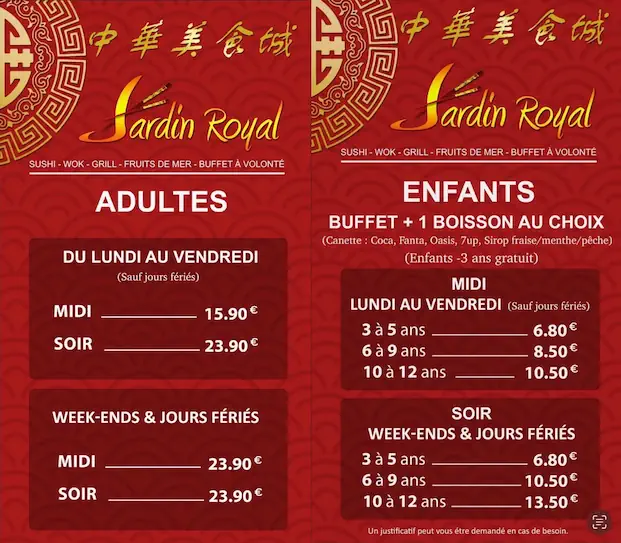 中華美食城
Jardin Royal
SUSHI - WOK - GRILL - FRUITS DE MER - BUFFET À VOLONTÉ
ADULTES
DU LUNDI AU VENDREDI
(Sauf jours fériés)
MIDI 15.90€
SOIR 23.90€
WEEK-ENDS & JOURS FÉRIÉS
MIDI 23.90€
SOIR 23.90€
中華美食城
Jardin Royal
SUSHI - WOK - GRILL - FRUITS DE MER - BUFFET À VOLONTÉ
ENFANTS
BUFFET + 1 BOISSON AU CHOIX
(Canette : Coca, Fanta, Oasis, 7up, Sirop fraise/menthe/pêche)
(Enfants -3 ans gratuit)
MIDI
LUNDI AU VENDREDI (Sauf jours fériés)
3 à 5 ans 6.80€
6 à 9 ans 8.50€
10 à 12 ans 10.50€
SOIR
WEEK-ENDS & JOURS FÉRIÉS
3 à 5 ans 6.80€
6 à 9 ans 10.50€
10 à 12 ans 13.50€
Un justificatif peut vous être demandé en cas de besoin.